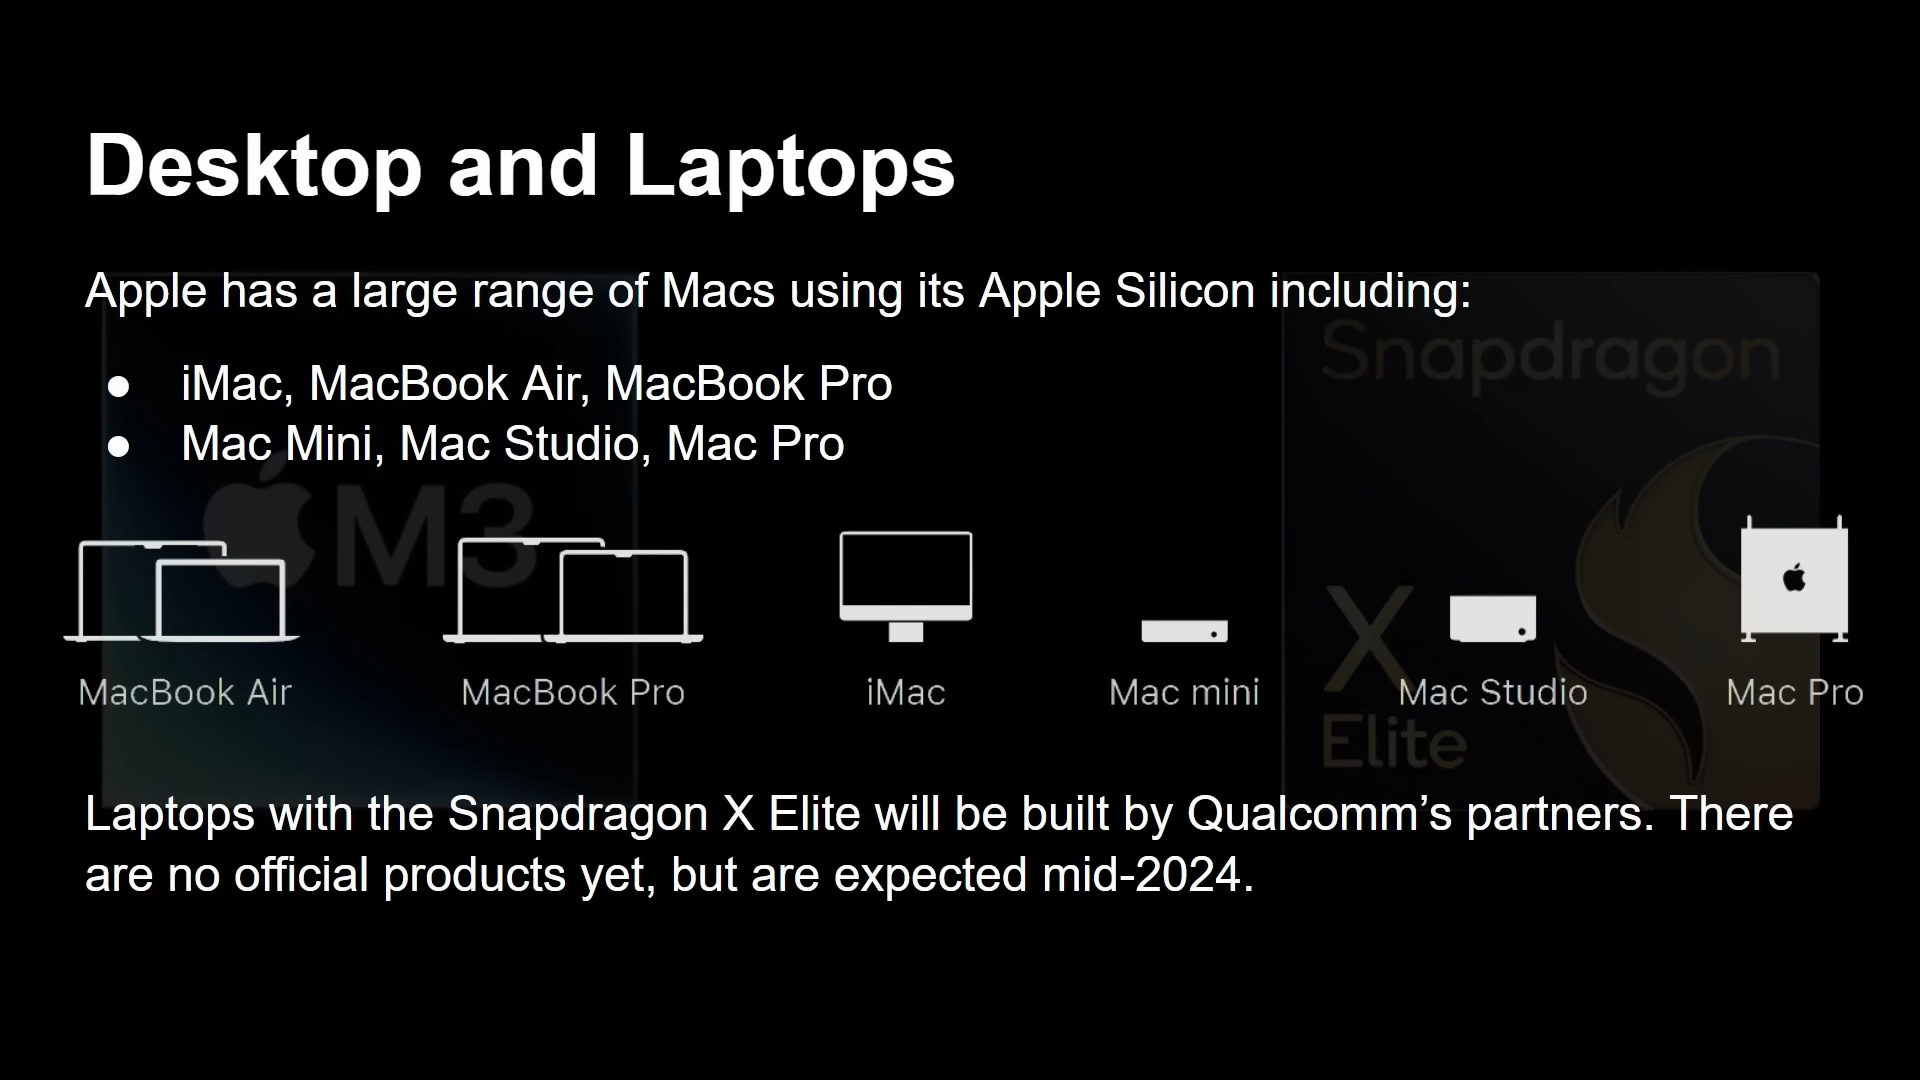 Desktop and Laptops
Apple has a large range of Macs using its Apple Silicon including:
● iMac, MacBook Air, MacBook Pro
● Mac Mini, Mac Studio, Mac Pro
M3
Snapdragon
X
Elite
MacBook Air
MacBook Pro
iMac
Mac mini
Mac Studio
Mac Pro
Laptops with the Snapdragon X Elite will be built by Qualcomm’s partners. There
are no official products yet, but are expected mid-2024.